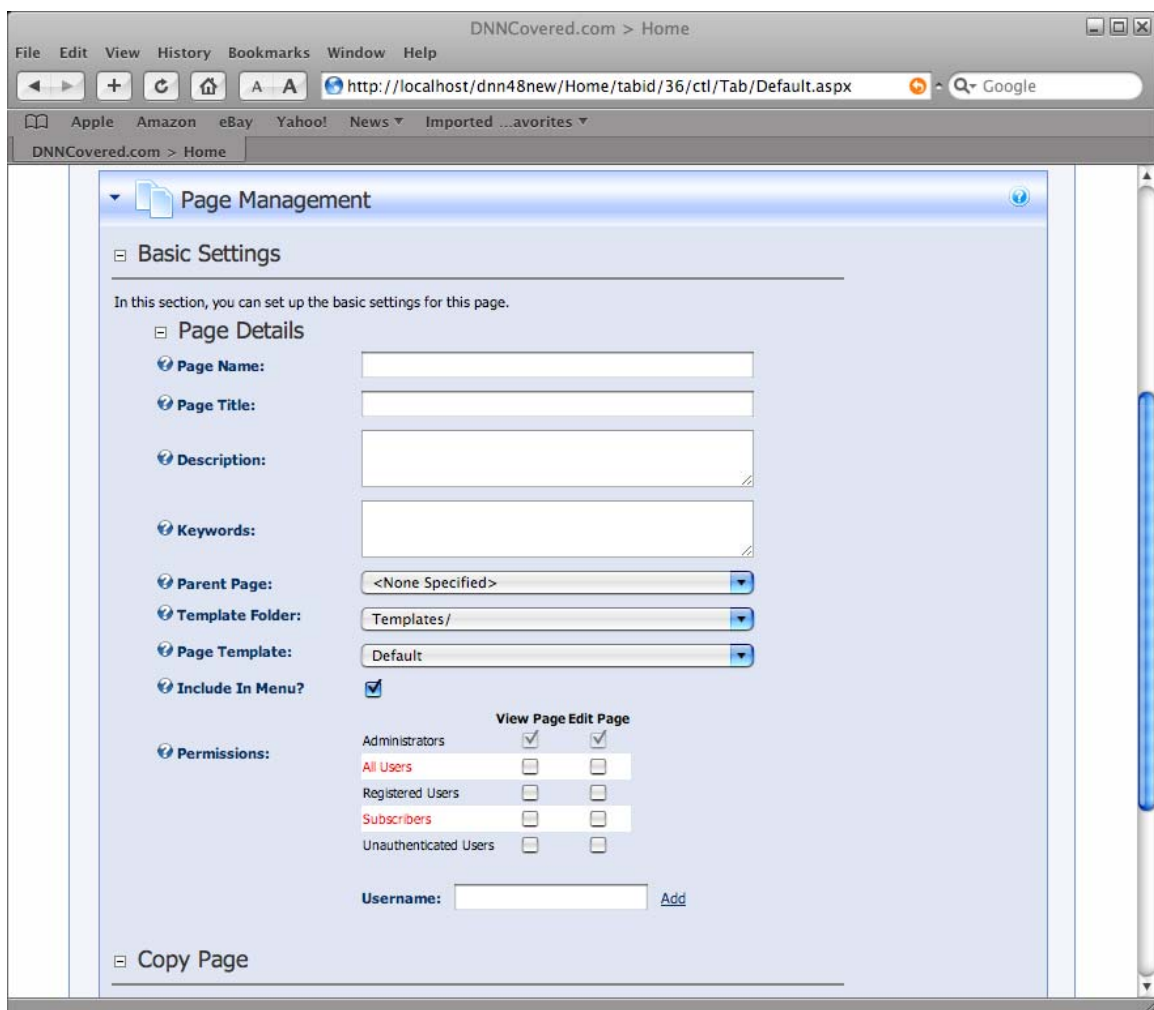 DNNCovered.com > Home
File Edit View History Bookmarks Window Help
A A http://localhost/dnn48new/Home/tabid/36/ctl/Tab/Default.aspx Q Google
Apple Amazon eBay Yahoo! News Imported ...avorites
DNNCovered.com > Home
Page Management
Basic Settings
In this section, you can set up the basic settings for this page.
Page Details
Page Name:
Page Title:
Description:
Keywords:
Parent Page: <None Specified>
Template Folder: Templates/
Page Template: Default
Include In Menu?
View Page Edit Page
Permissions:
Administrators
All Users
Registered Users
Subscribers
Unauthenticated Users
Username: Add
Copy Page